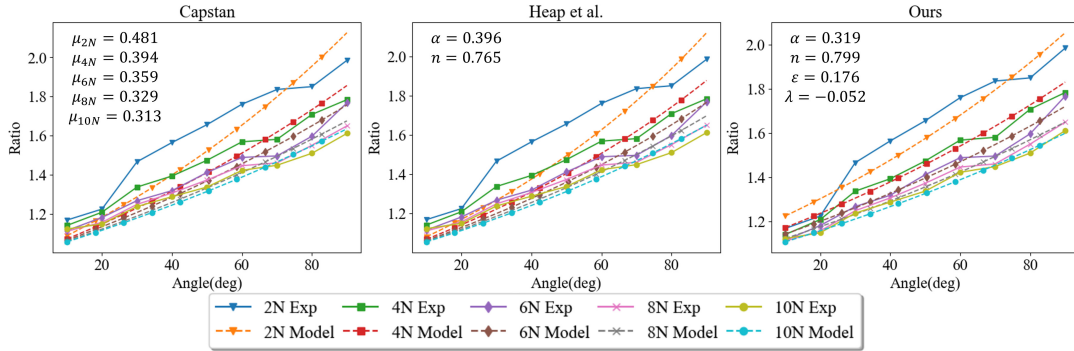 Capstan
μ2N = 0.481
μ4N = 0.394
μ6N = 0.359
μ8N = 0.329
μ10N = 0.313
2.0
1.8
1.6
1.4
1.2
Ratio
20 40 60 80
Angle(deg)
Heap et al.
α = 0.396
n = 0.765
2.0
1.8
1.6
1.4
1.2
Ratio
20 40 60 80
Angle(deg)
Ours
α = 0.319
n = 0.799
ε = 0.176
λ = −0.052
2.0
1.8
1.6
1.4
1.2
Ratio
20 40 60 80
Angle(deg)
2N Exp 4N Exp 6N Exp 8N Exp 10N Exp
2N Model 4N Model 6N Model 8N Model 10N Model